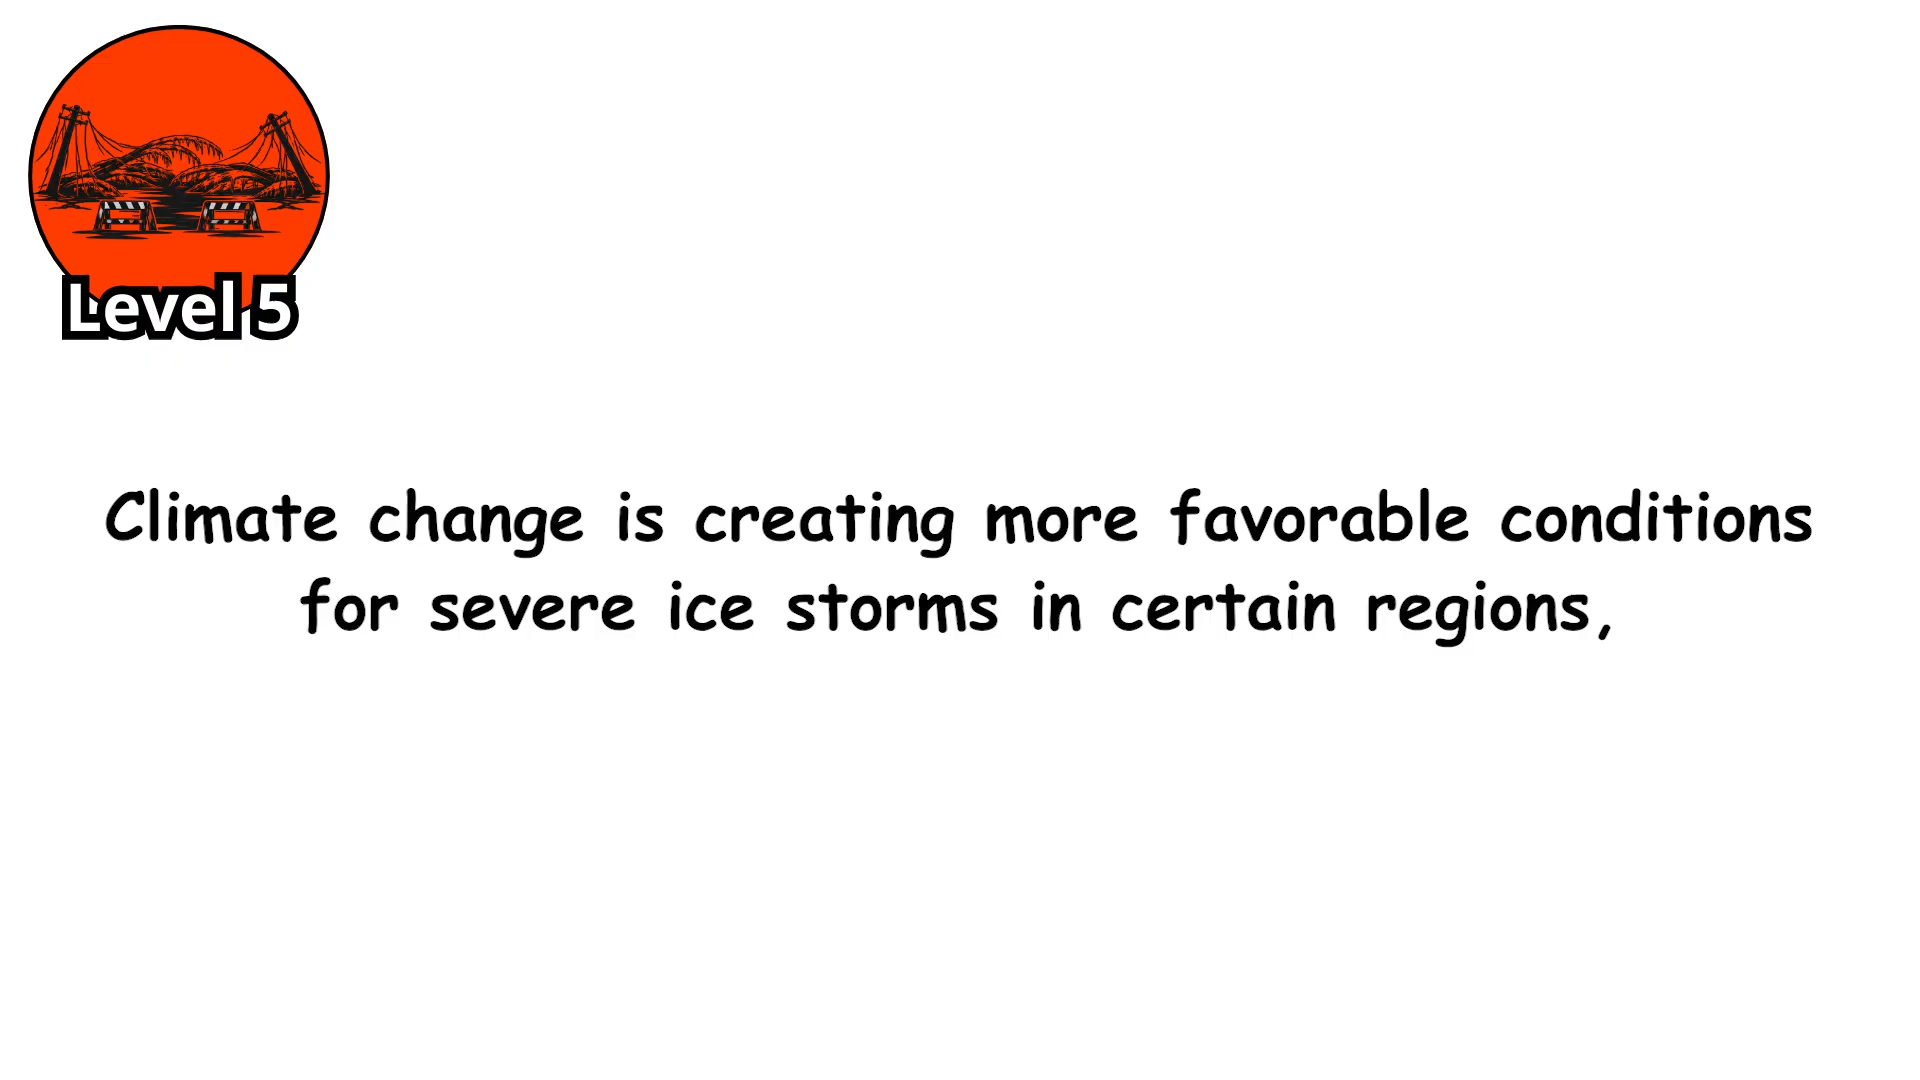 Level 5
Climate change is creating more favorable conditions
for severe ice storms in certain regions,